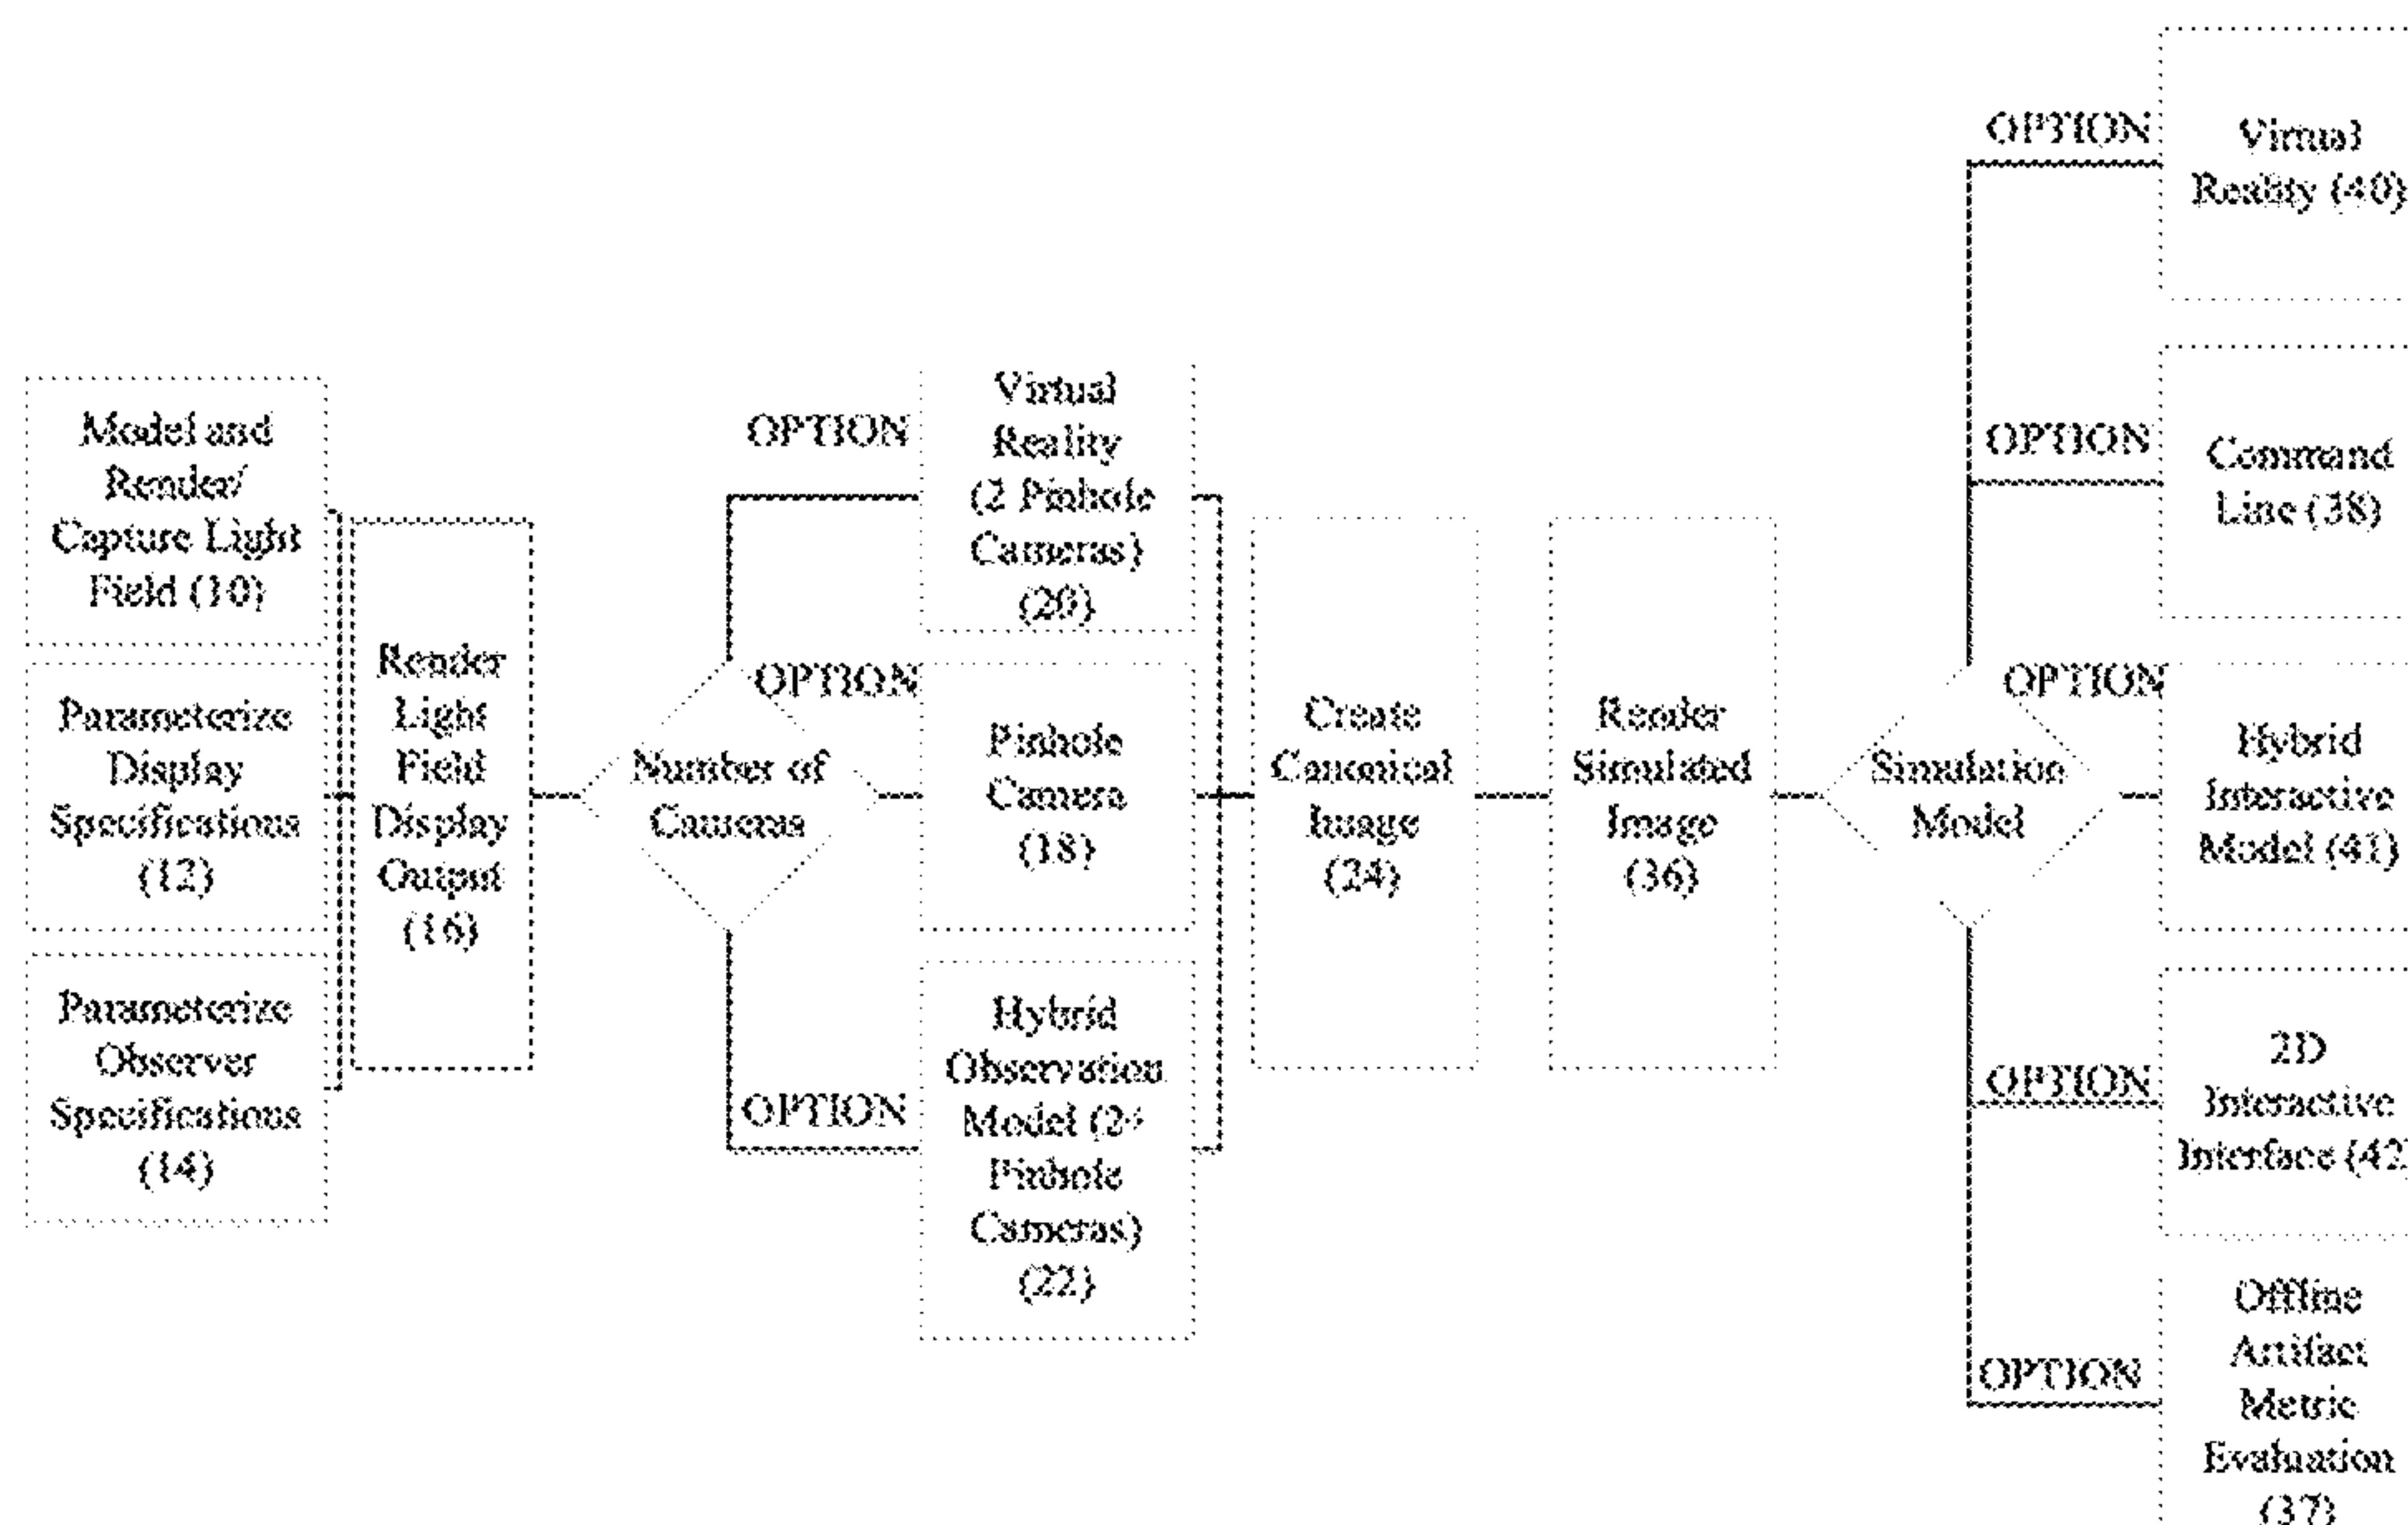 Model and
Render/
Capture Light
Field (10)
Parameterize
Display
Specifications
(12)
Parameterize
Observer
Specifications
(14)
Render
Light
Field
Display
Output
(16)
Number of
Cameras
OPTION
Virtual
Reality
(2 Pinhole
Cameras)
(20)
OPTION
Pinhole
Camera
(18)
OPTION
Hybrid
Observation
Model (2+
Pinhole
Cameras)
(22)
Create
Canonical
Image
(24)
Render
Simulated
Image
(36)
Simulation
Model
OPTION
Virtual
Reality (40)
OPTION
Command
Line (38)
OPTION
Hybrid
Interactive
Model (41)
OPTION
2D
Interactive
Interface (42
OPTION
Offline
Artifact
Metric
Evaluation
(37)